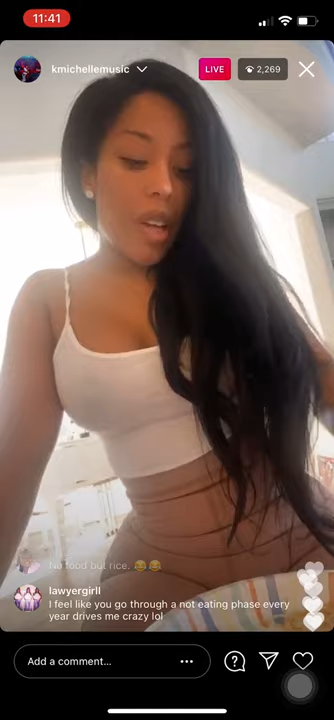 11:41
kmichellemusic
LIVE
2,269
No food but rice. 😂😂
lawyergirll
I feel like you go through a not eating phase every
year drives me crazy lol
Add a comment...